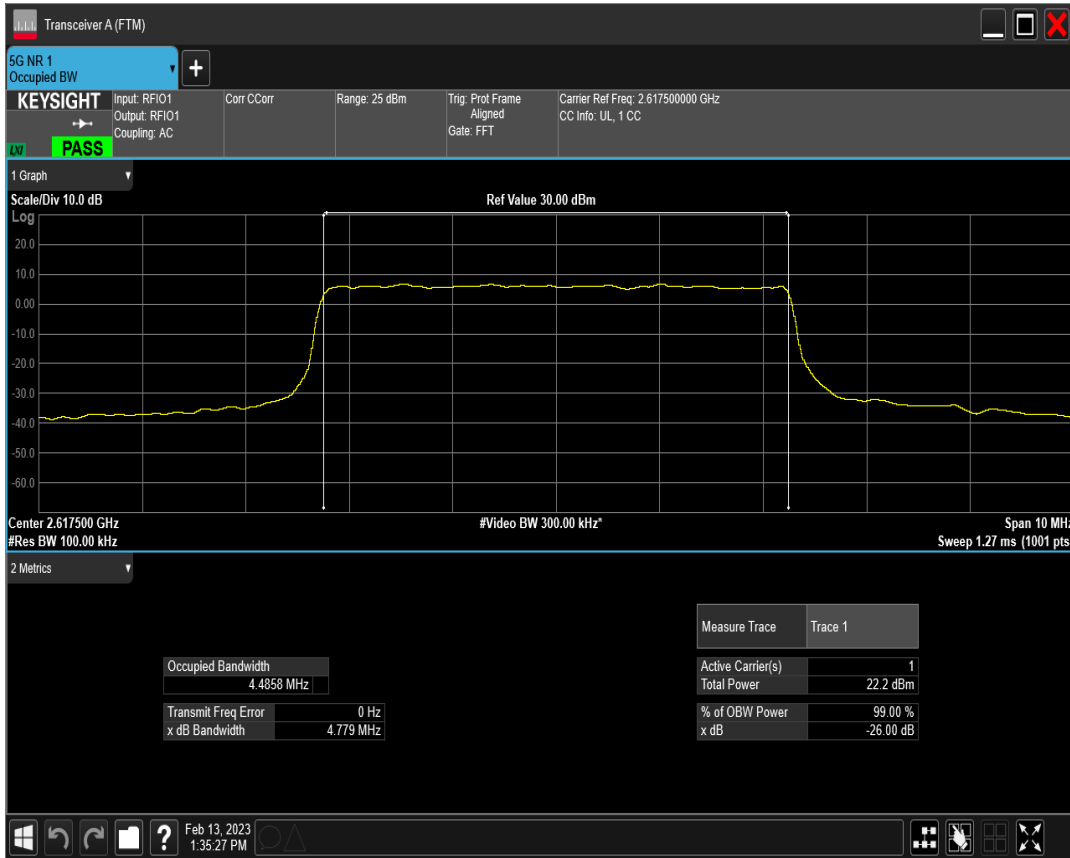 Transceiver A (FTM)
5G NR 1
Occupied BW
+
KEYSIGHT
LXI
PASS
Input: RFIO1
Output: RFIO1
Coupling: AC
Corr CCorr
Range: 25 dBm
Trig: Prot Frame
Aligned
Gate: FFT
Carrier Ref Freq: 2.617500000 GHz
CC Info: UL, 1 CC
1 Graph
Scale/Div 10.0 dB
Ref Value 30.00 dBm
Log
20.0
10.0
0.00
-10.0
-20.0
-30.0
-40.0
-50.0
-60.0
Center 2.617500 GHz
#Video BW 300.00 kHz*
Span 10 MHz
#Res BW 100.00 kHz
Sweep 1.27 ms (1001 pts
2 Metrics
Measure Trace Trace 1
Occupied Bandwidth
4.4858 MHz
Active Carrier(s) 1
Total Power 22.2 dBm
Transmit Freq Error 0 Hz
x dB Bandwidth 4.779 MHz
% of OBW Power 99.00 %
x dB -26.00 dB
?
Feb 13, 2023
1:35:27 PM